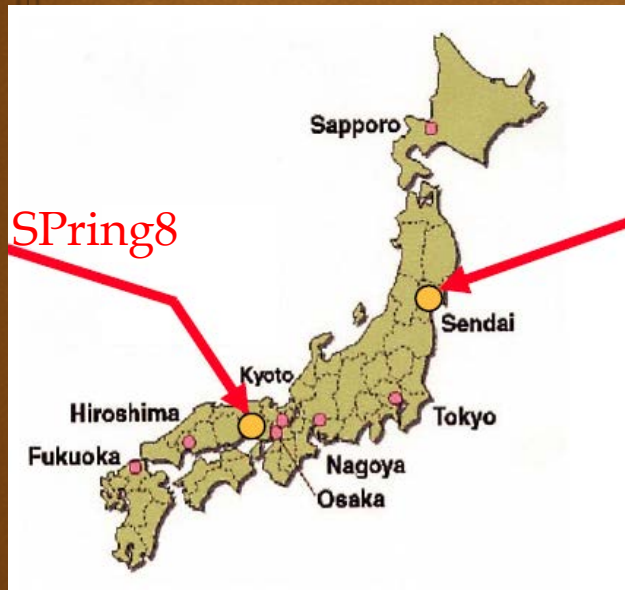 Sapporo
SPring8
Sendai
Kyoto
Hiroshima
Tokyo
Fukuoka
Nagoya
Osaka